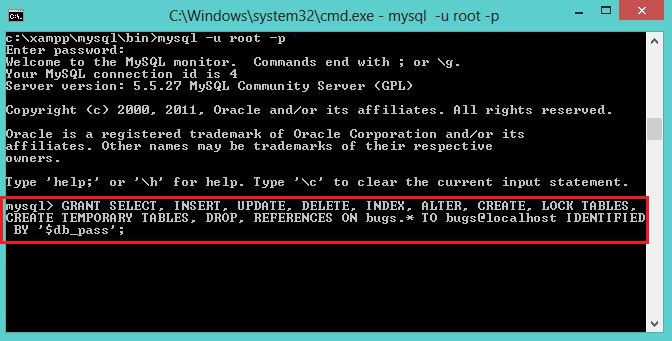 C:\Windows\system32\cmd.exe - mysql -u root -p
c:\xampp\mysql\bin>mysql -u root -p
Enter password:
Welcome to the MySQL monitor.  Commands end with ; or \g.
Your MySQL connection id is 4
Server version: 5.5.27 MySQL Community Server (GPL)
Copyright (c) 2000, 2011, Oracle and/or its affiliates. All rights reserved.
Oracle is a registered trademark of Oracle Corporation and/or its
affiliates. Other names may be trademarks of their respective
owners.
Type 'help;' or '\h' for help. Type '\c' to clear the current input statement.
mysql> GRANT SELECT, INSERT, UPDATE, DELETE, INDEX, ALTER, CREATE, LOCK TABLES,
CREATE TEMPORARY TABLES, DROP, REFERENCES ON bugs.* TO bugs@localhost IDENTIFIED
 BY '$db_pass';